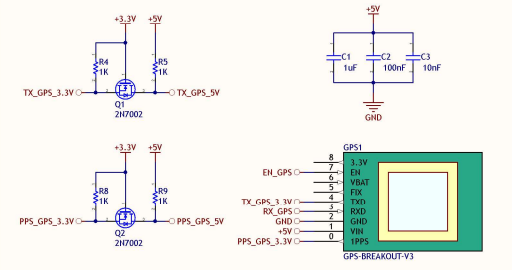 +3.3V +5V
R4 1K
R5 1K
TX_GPS_3.3V
TX_GPS_5V
Q1
2N7002
+5V
C1 1uF
C2 100nF
C3 10nF
GND
+3.3V +5V
R8 1K
R9 1K
PPS_GPS_3.3V
PPS_GPS_5V
Q2
2N7002
GPS1
8 3.3V
EN_GPS 7 EN
6 VBAT
5 FIX
TX_GPS_3.3V 4 TXD
RX_GPS 3 RXD
GND 2 GND
+5V 1 VIN
PPS_GPS_3.3V 0 1PPS
GPS-BREAKOUT-V3